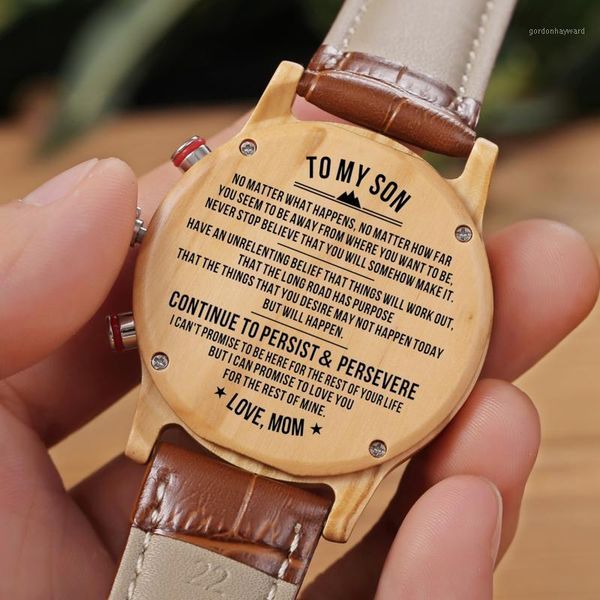 gordonhayward
TO MY SON
NO MATTER WHAT HAPPENS, NO MATTER HOW FAR
YOU SEEM TO BE AWAY FROM WHERE YOU WANT TO BE,
NEVER STOP BELIEVE THAT YOU WILL SOMEHOW MAKE IT.
HAVE AN UNRELENTING BELIEF THAT THINGS WILL WORK OUT,
THAT THE LONG ROAD HAS PURPOSE
THAT THE THINGS THAT YOU DESIRE MAY NOT HAPPEN TODAY
BUT WILL HAPPEN.
CONTINUE TO PERSIST & PERSEVERE
I CAN'T PROMISE TO BE HERE FOR THE REST OF YOUR LIFE
BUT I CAN PROMISE TO LOVE YOU
FOR THE REST OF MINE.
LOVE, MOM
22